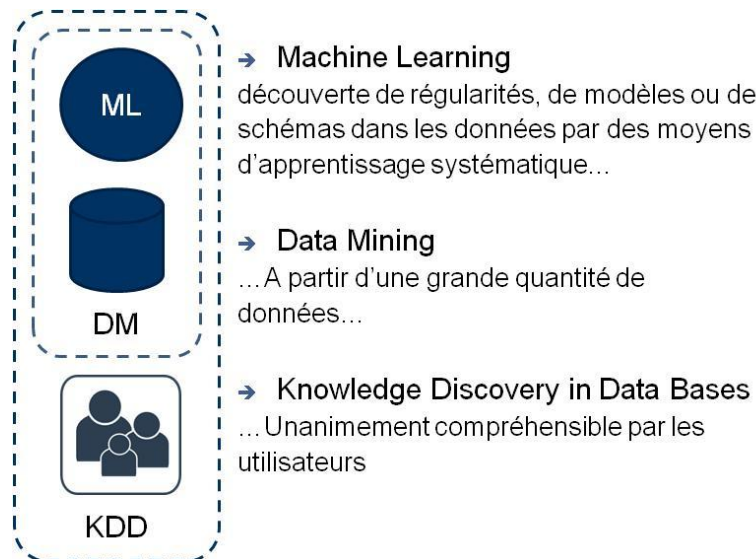 ML
→ Machine Learning
découverte de régularités, de modèles ou de
schémas dans les données par des moyens
d'apprentissage systématique...
DM
→ Data Mining
...A partir d'une grande quantité de
données...
KDD
→ Knowledge Discovery in Data Bases
...Unanimement compréhensible par les
utilisateurs